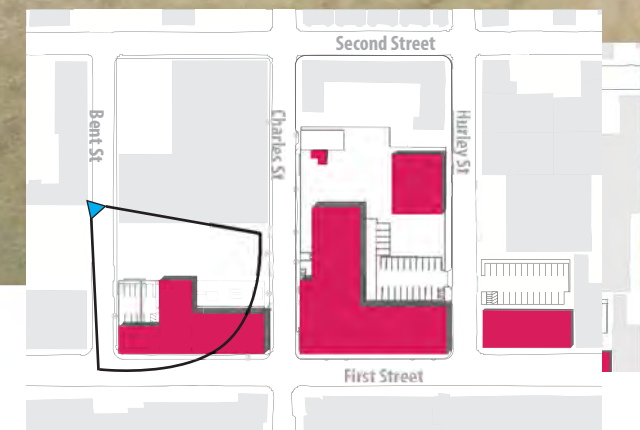 Second Street
Bent St
Charles St
Hurley St
First Street